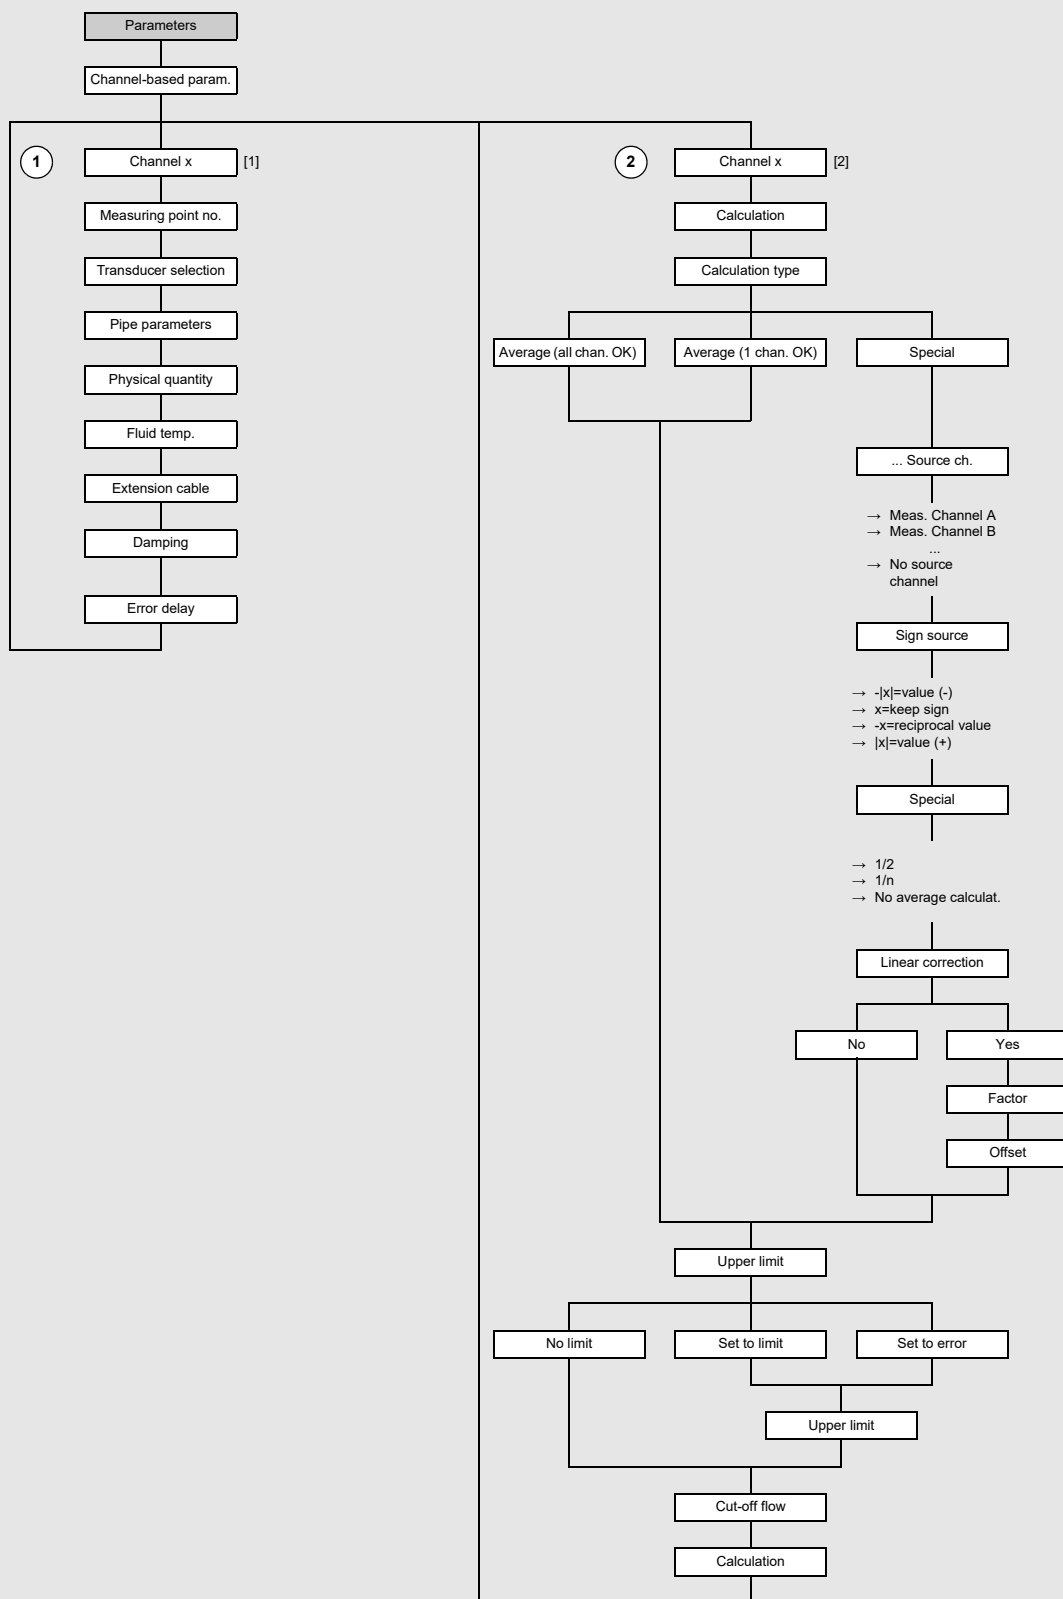 Parameters
Channel-based param.
1
Channel x
[1]
Measuring point no.
Transducer selection
Pipe parameters
Physical quantity
Fluid temp.
Extension cable
Damping
Error delay
2
Channel x
[2]
Calculation
Calculation type
Average (all chan. OK)
Average (1 chan. OK)
Special
... Source ch.
→ Meas. Channel A
→ Meas. Channel B
...
→ No source
channel
Sign source
→ -|x|=value (-)
→ x=keep sign
→ -x=reciprocal value
→ |x|=value (+)
Special
→ 1/2
→ 1/n
→ No average calculat.
Linear correction
No
Yes
Factor
Offset
Upper limit
No limit
Set to limit
Set to error
Upper limit
Cut-off flow
Calculation